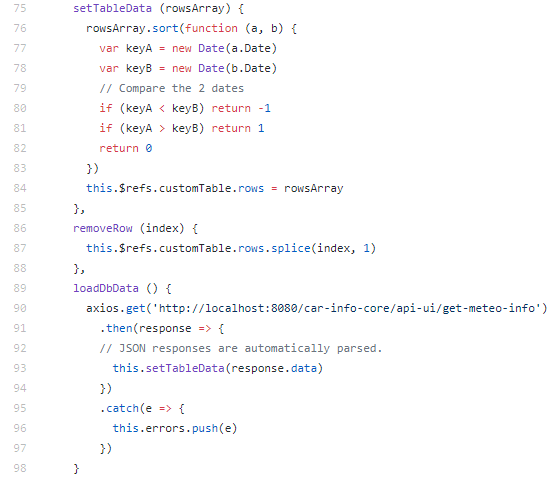 75 setTableData (rowsArray) {
76 rowsArray.sort(function (a, b) {
77 var keyA = new Date(a.Date)
78 var keyB = new Date(b.Date)
79 // Compare the 2 dates
80 if (keyA < keyB) return -1
81 if (keyA > keyB) return 1
82 return 0
83 })
84 this.$refs.customTable.rows = rowsArray
85 },
86 removeRow (index) {
87 this.$refs.customTable.rows.splice(index, 1)
88 },
89 loadDbData () {
90 axios.get('http://localhost:8080/car-info-core/api-ui/get-meteo-info')
91 .then(response => {
92 // JSON responses are automatically parsed.
93 this.setTableData(response.data)
94 })
95 .catch(e => {
96 this.errors.push(e)
97 })
98 }